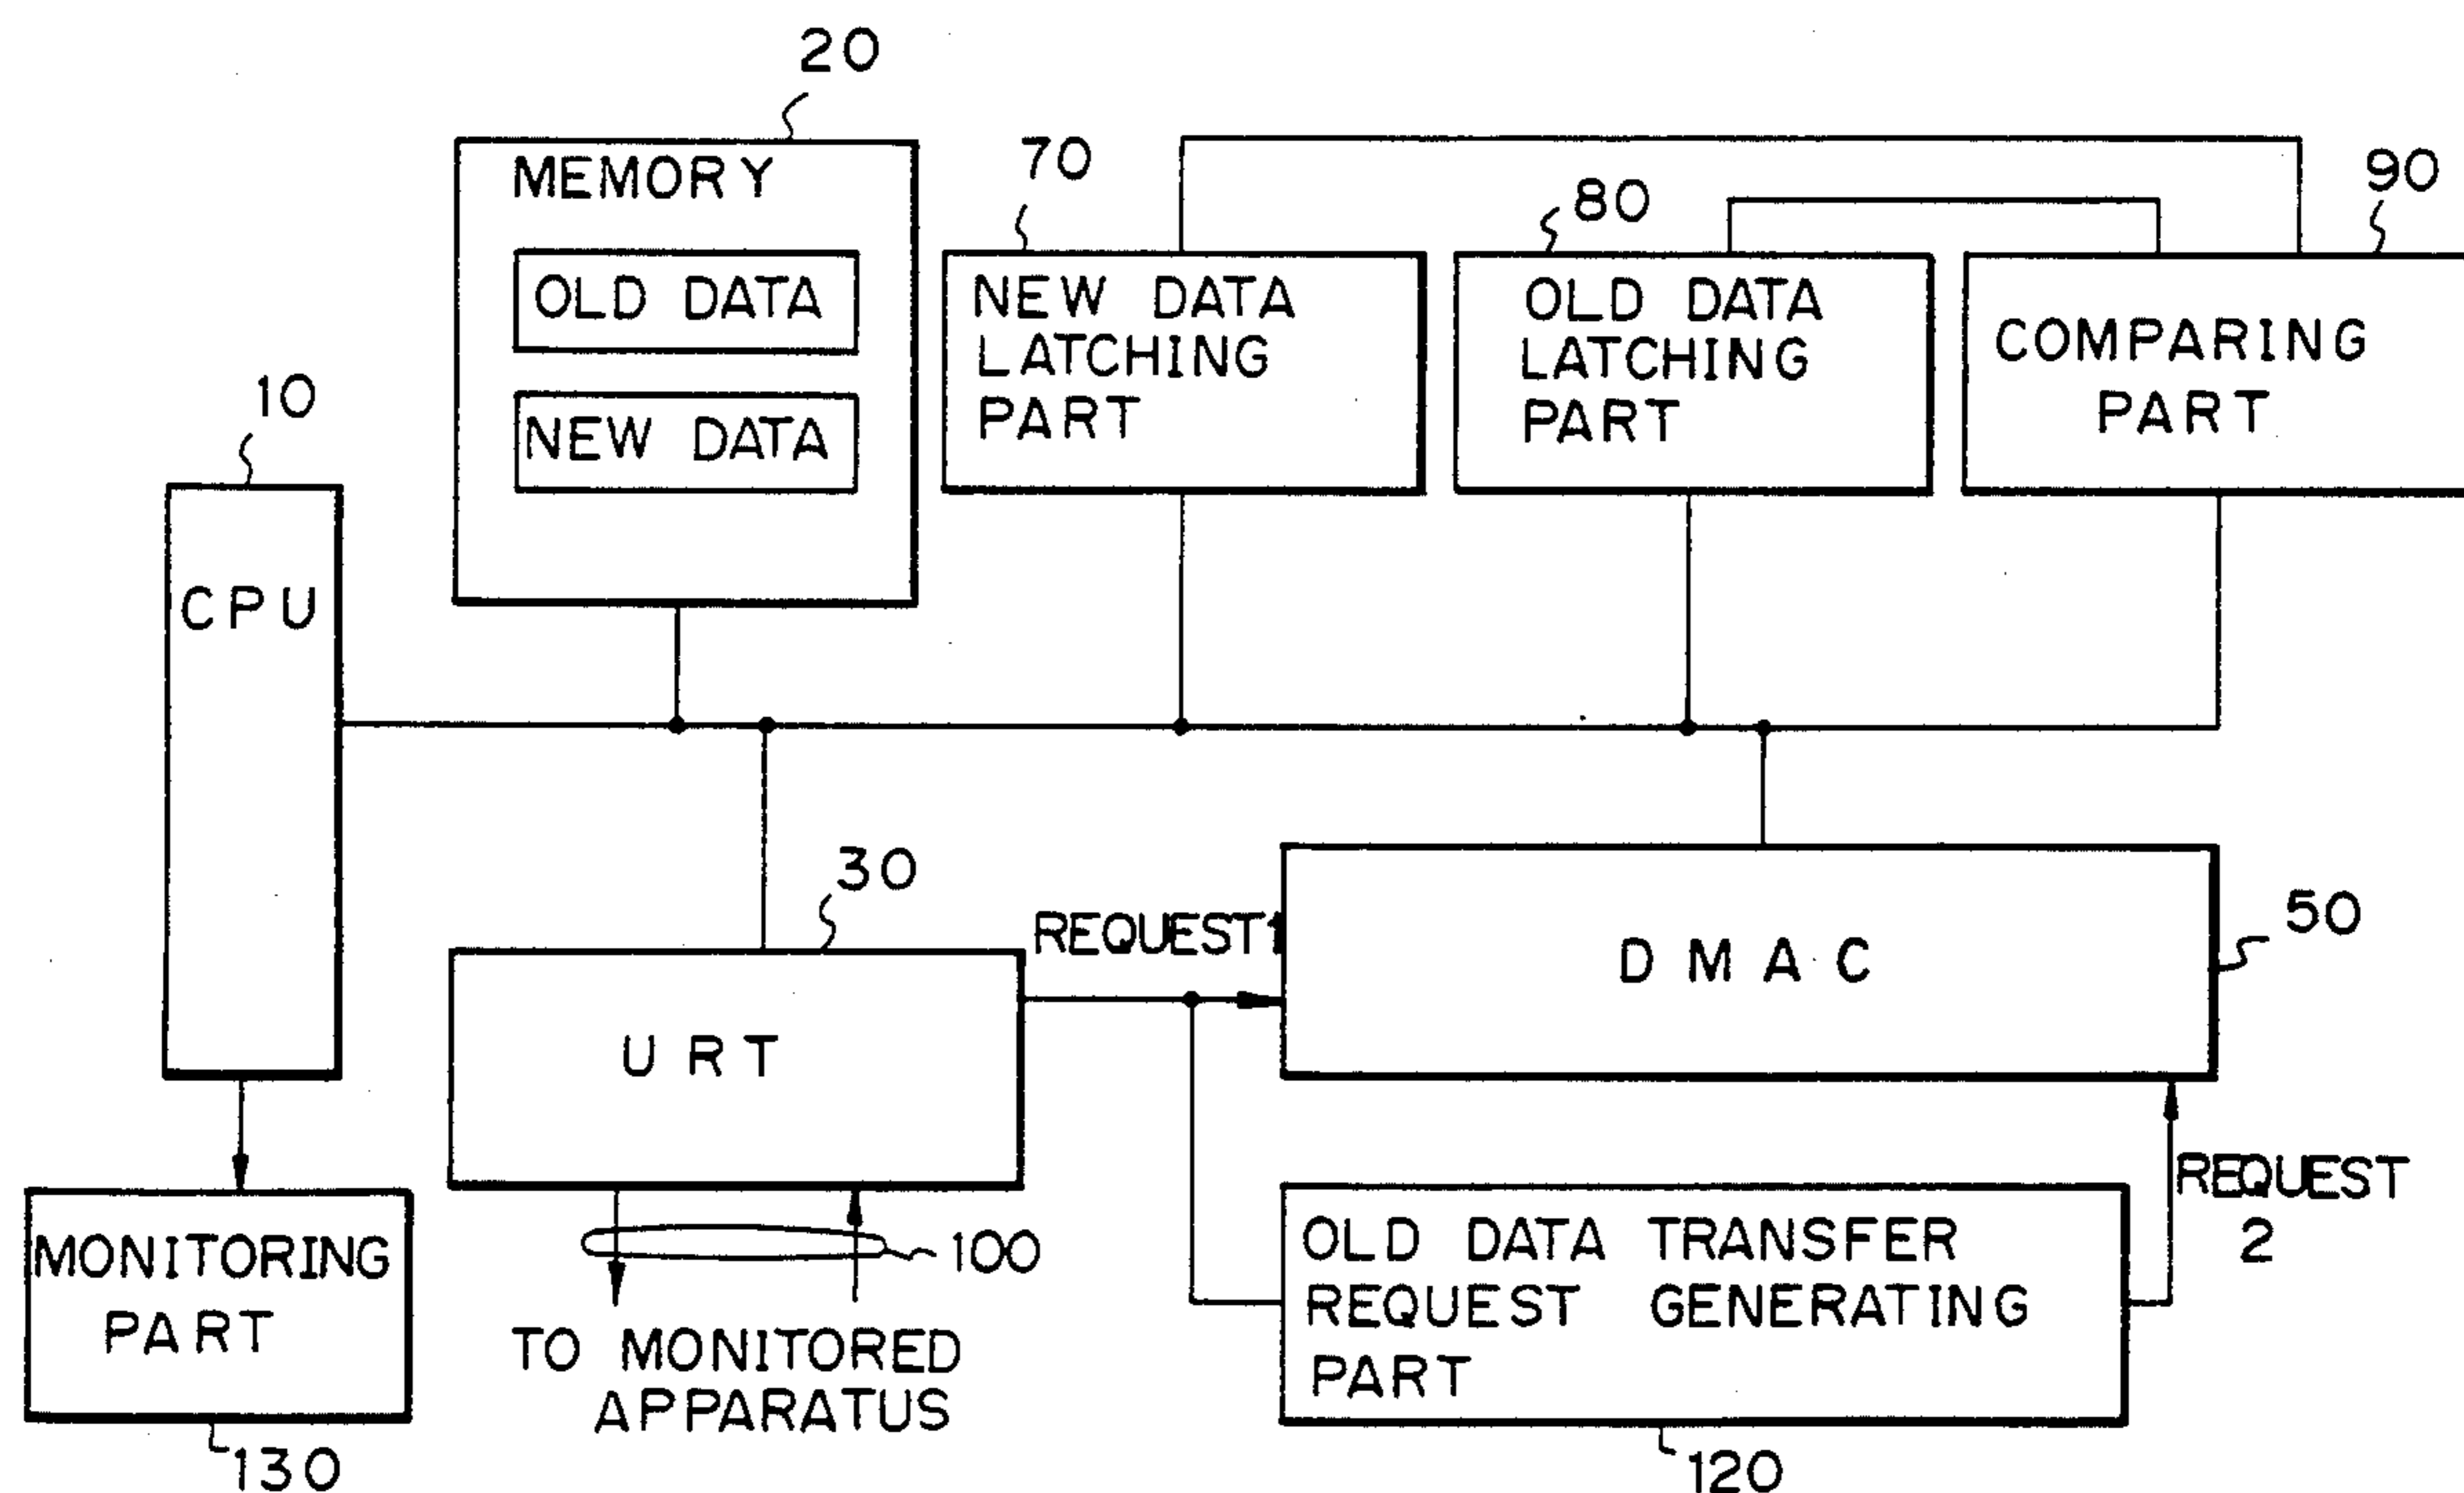 20
MEMORY
OLD DATA
NEW DATA
70
NEW DATA
LATCHING
PART
80
OLD DATA
LATCHING
PART
90
COMPARING
PART
10
CPU
30
URT
REQUEST1
DMAC
50
MONITORING
PART
130
100
TO MONITORED
APPARATUS
OLD DATA TRANSFER
REQUEST GENERATING
PART
120
REQUEST
2